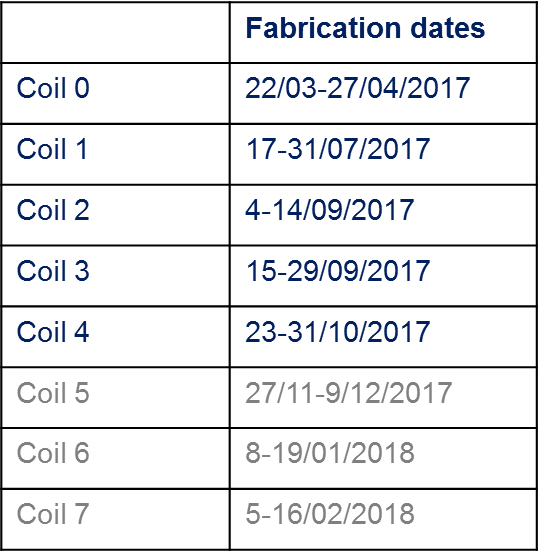 Fabrication dates
Coil 0 22/03-27/04/2017
Coil 1 17-31/07/2017
Coil 2 4-14/09/2017
Coil 3 15-29/09/2017
Coil 4 23-31/10/2017
Coil 5 27/11-9/12/2017
Coil 6 8-19/01/2018
Coil 7 5-16/02/2018